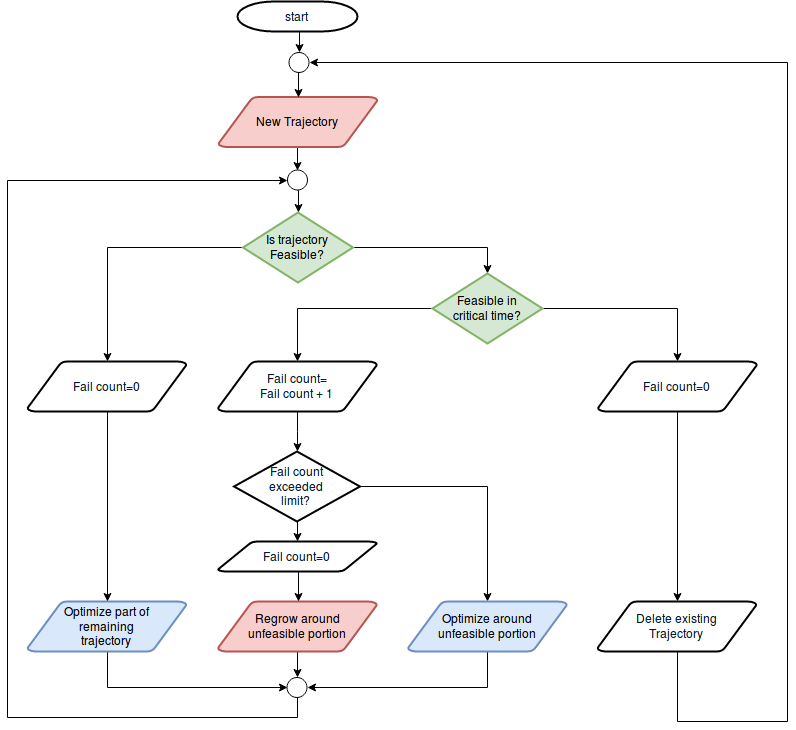 start
New Trajectory
Is trajectory
Feasible?
Feasible in
critical time?
Fail count=0
Fail count=
Fail count + 1
Fail count=0
Fail count
exceeded
limit?
Fail count=0
Optimize part of
remaining
trajectory
Regrow around
unfeasible portion
Optimize around
unfeasible portion
Delete existing
Trajectory